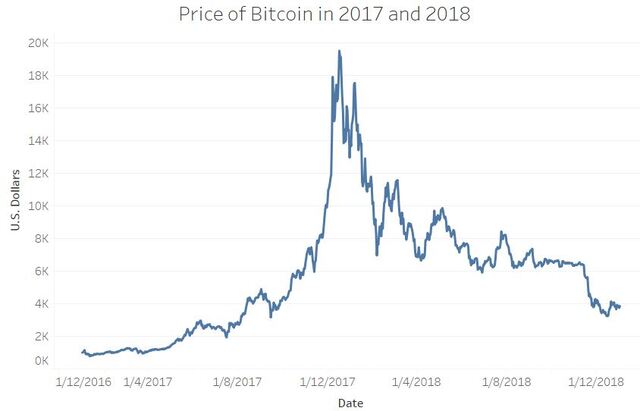 Price of Bitcoin in 2017 and 2018
20K
18K
16K
14K
12K
10K
8K
6K
4K
2K
0K
U.S. Dollars
1/12/2016 1/4/2017 1/8/2017 1/12/2017 1/4/2018 1/8/2018 1/12/2018
Date